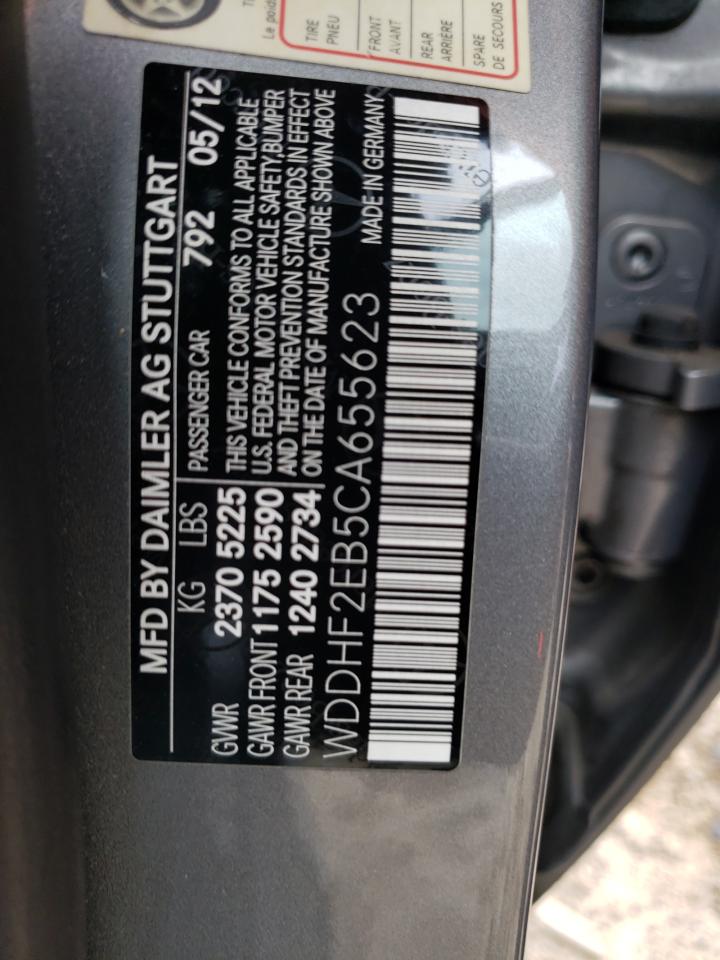 Le poids
TIRE
PNEU
FRONT
AVANT
REAR
ARRIÈRE
SPARE
DE SECOURS
MFD BY DAIMLER AG STUTTGART
KG LBS PASSENGER CAR 792 05/12
GVWR 2370 5225 THIS VEHICLE CONFORMS TO ALL APPLICABLE
GAWR FRONT 1175 2590 U.S. FEDERAL MOTOR VEHICLE SAFETY,BUMPER
GAWR REAR 1240 2734 AND THEFT PREVENTION STANDARDS IN EFFECT
ON THE DATE OF MANUFACTURE SHOWN ABOVE
WDDHF2EB5CA655623 MADE IN GERMANY